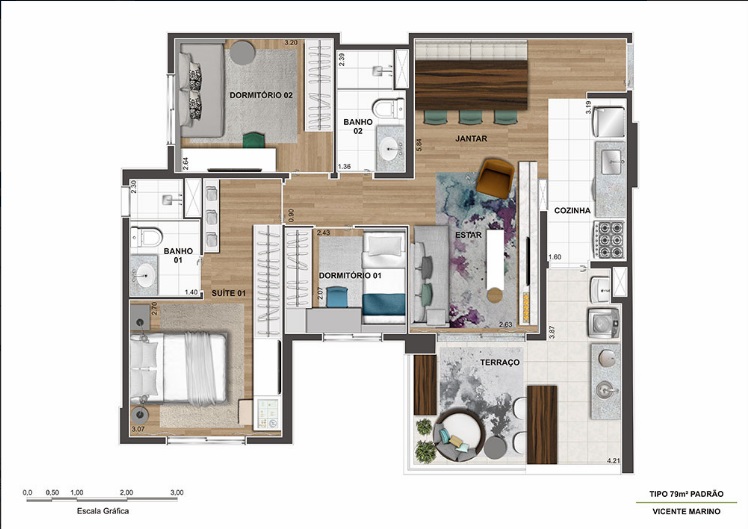 3.20
2.39
DORMITÓRIO 02
BANHO
02
3.19
JANTAR
5.84
2.64
1.36
2.30
0.90
COZINHA
BANHO
01
2.43
ESTAR
DORMITÓRIO 01
1.60
1.40
SUÍTE 01
2.07
2.70
2.63
3.87
TERRAÇO
3.07
4.21
0,0 0,50 1,00 2,00 3,00
Escala Gráfica
TIPO 79m² PADRÃO
VICENTE MARINO